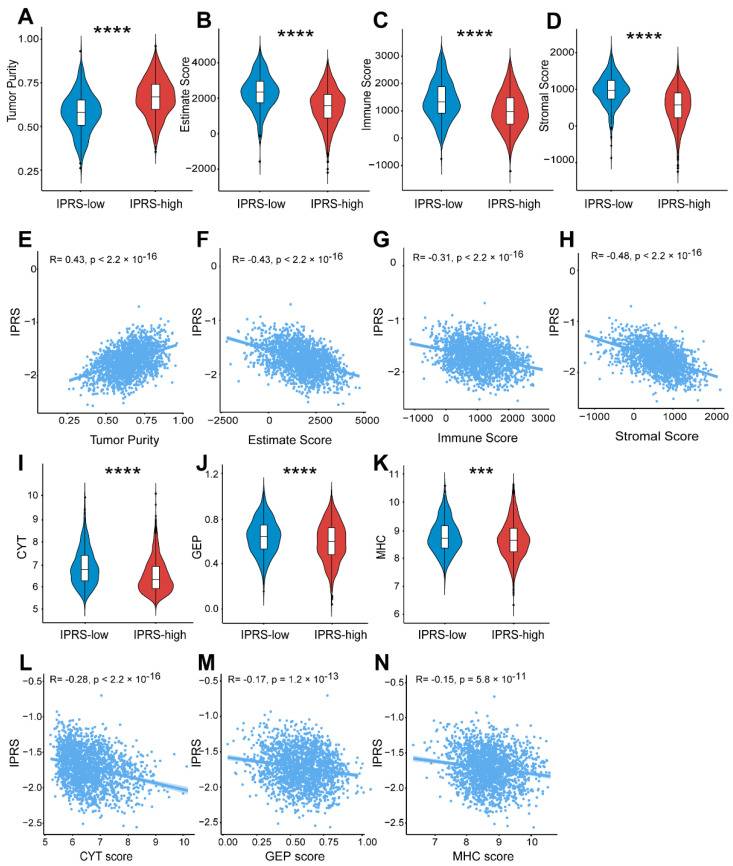 A
B
C
D
****
****
****
****
Tumor Purity
1.00
0.75
0.50
0.25
IPRS-low
IPRS-high
Estimate Score
4000
2000
0
−2000
IPRS-low
IPRS-high
Immune Score
3000
2000
1000
0
−1000
IPRS-low
IPRS-high
Stromal Score
2000
1000
0
−1000
IPRS-low
IPRS-high
E
R= 0.43, p < 2.2 × 10-16
IPRS
0
−1
−2
0.25
0.50
0.75
1.00
Tumor Purity
F
R= -0.43, p < 2.2 × 10-16
IPRS
0
−1
−2
−2500
0
2500
5000
Estimate Score
G
R= -0.31, p < 2.2 × 10-16
IPRS
0
−1
−2
−1000
0
1000
2000
3000
Immune Score
H
R= -0.48, p < 2.2 × 10-16
IPRS
0
−1
−2
−1000
0
1000
2000
Stromal Score
I
****
CYT
10
9
8
7
6
5
IPRS-low
IPRS-high
J
****
GEP
1.2
0.8
0.4
0.0
IPRS-low
IPRS-high
K
***
MHC
11
10
9
8
7
6
IPRS-low
IPRS-high
L
R= -0.28, p < 2.2 × 10-16
IPRS
−0.5
−1.0
−1.5
−2.0
−2.5
5
6
7
8
9
10
CYT score
M
R= -0.17, p = 1.2 × 10-13
IPRS
−0.5
−1.0
−1.5
−2.0
−2.5
0.00
0.25
0.50
0.75
1.00
GEP score
N
R= -0.15, p = 5.8 × 10-11
IPRS
−0.5
−1.0
−1.5
−2.0
−2.5
7
8
9
10
MHC score